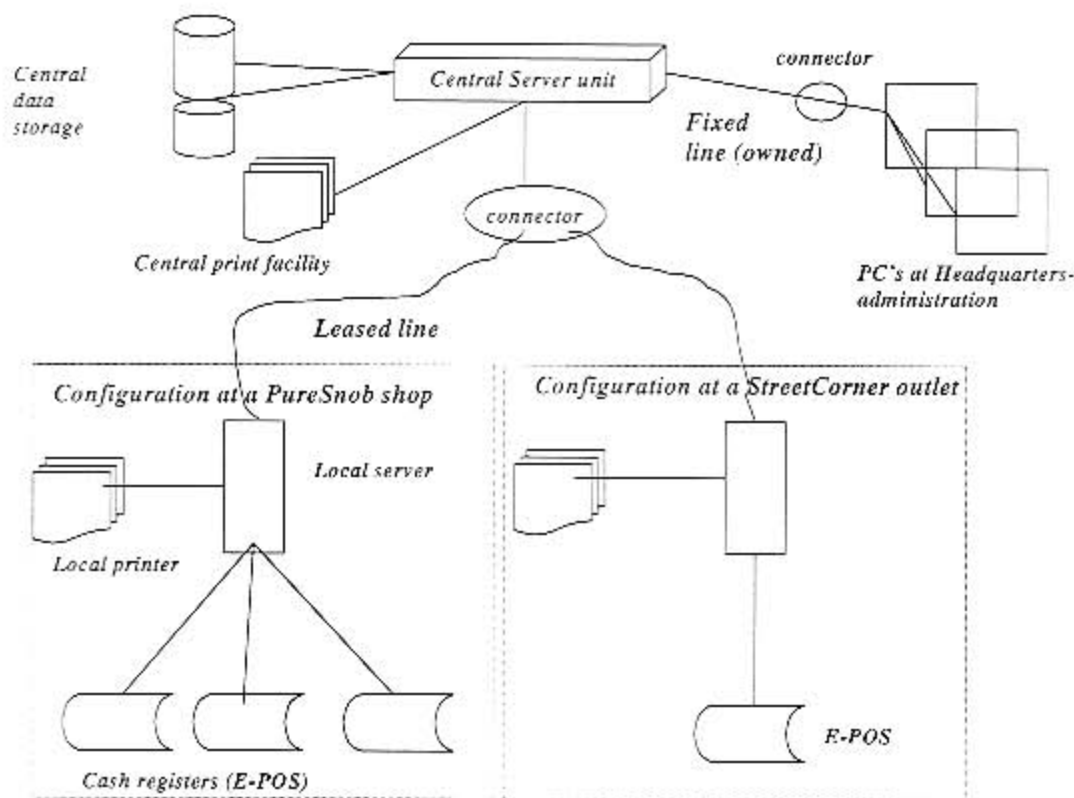 Central
data
storage
Central Server unit
connector
Fixed
line (owned)
connector
Central print facility
PC's at Headquarters-
administration
Leased line
Configuration at a PureSnob shop
Configuration at a StreetCorner outlet
Local server
Local printer
E-POS
Cash registers (E-POS)